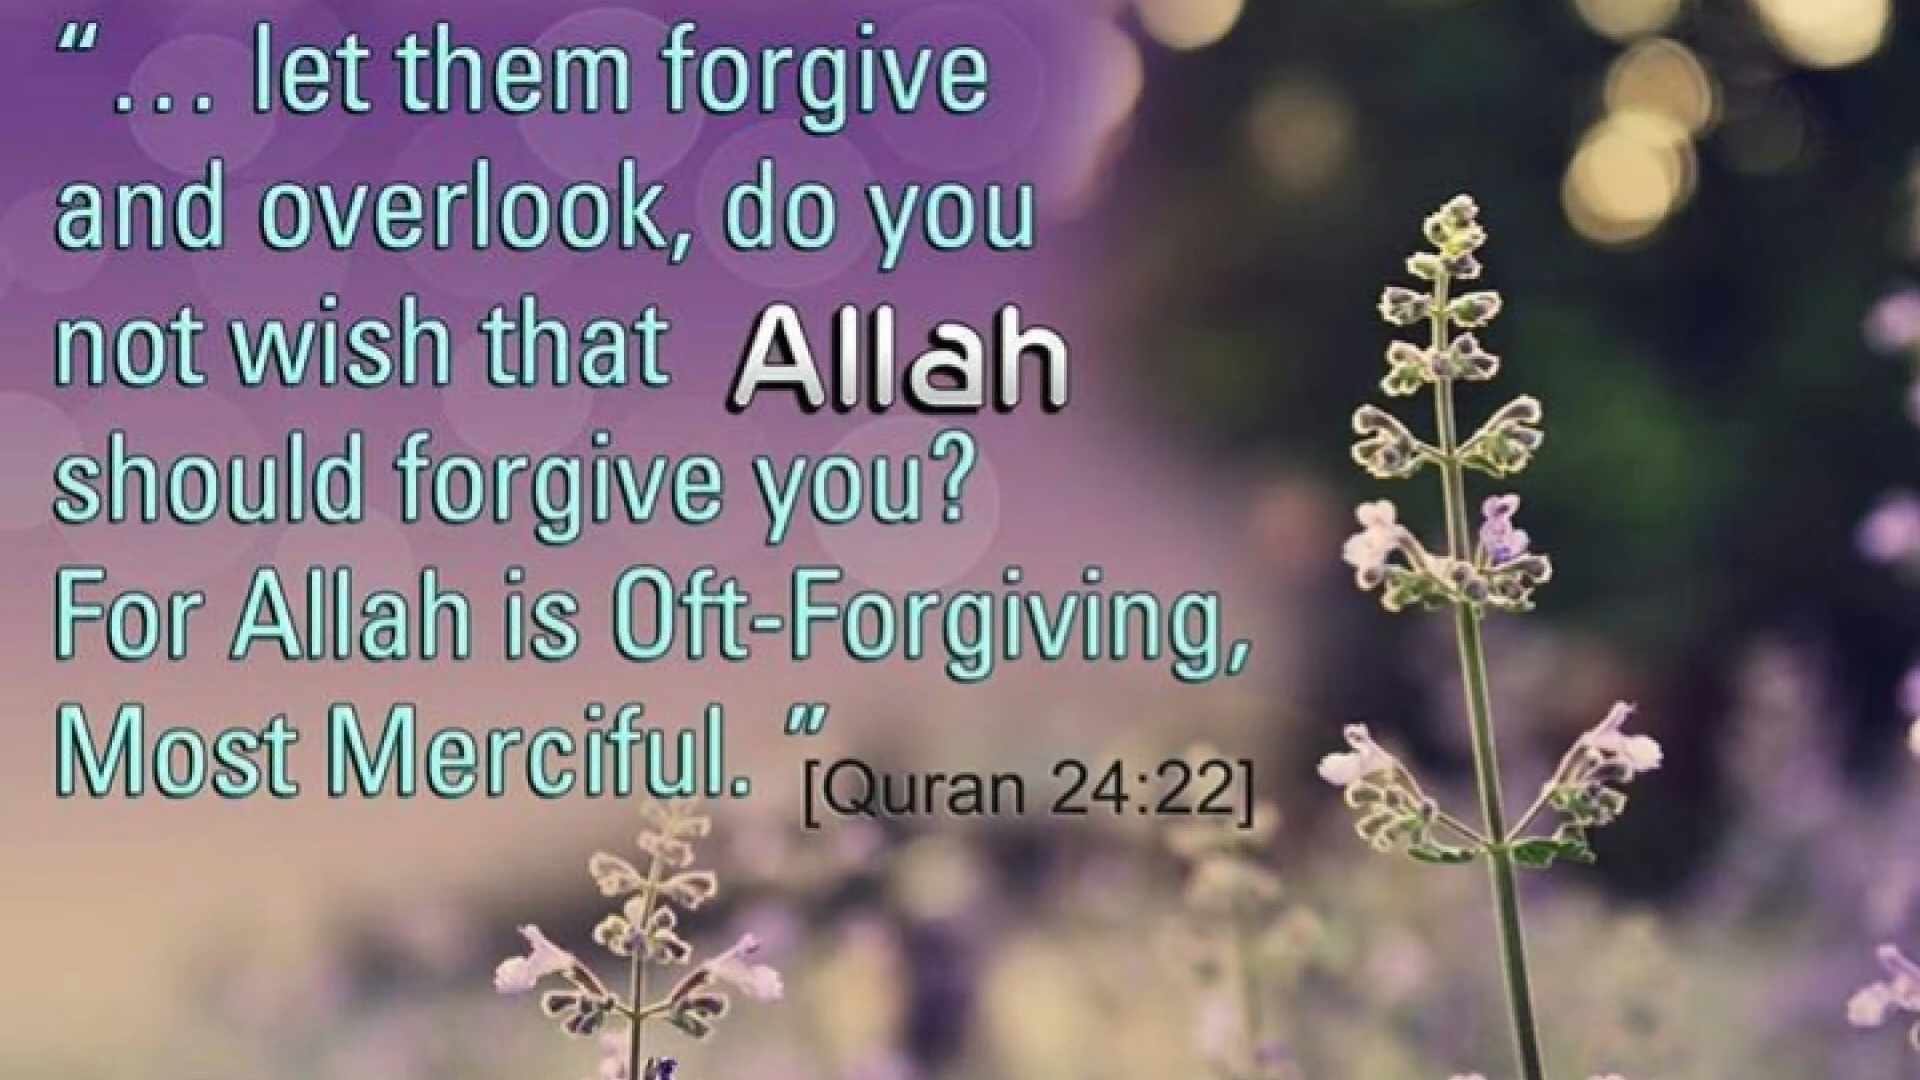 “... let them forgive
and overlook, do you
not wish that Allah
should forgive you?
For Allah is Oft-Forgiving,
Most Merciful. ”
[Quran 24:22]